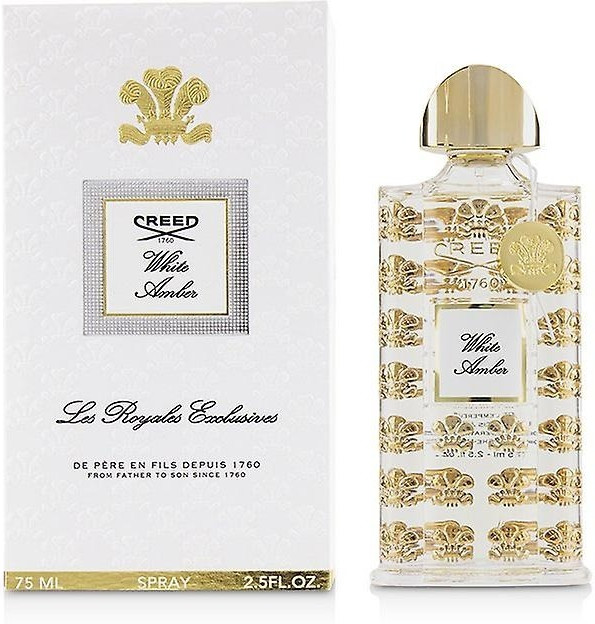 CREED
1760
White
Amber
Les Royales Exclusives
DE PÈRE EN FILS DEPUIS 1760
FROM FATHER TO SON SINCE 1760
75 ML SPRAY 2.5FL.OZ.
CREED
1760
White
Amber